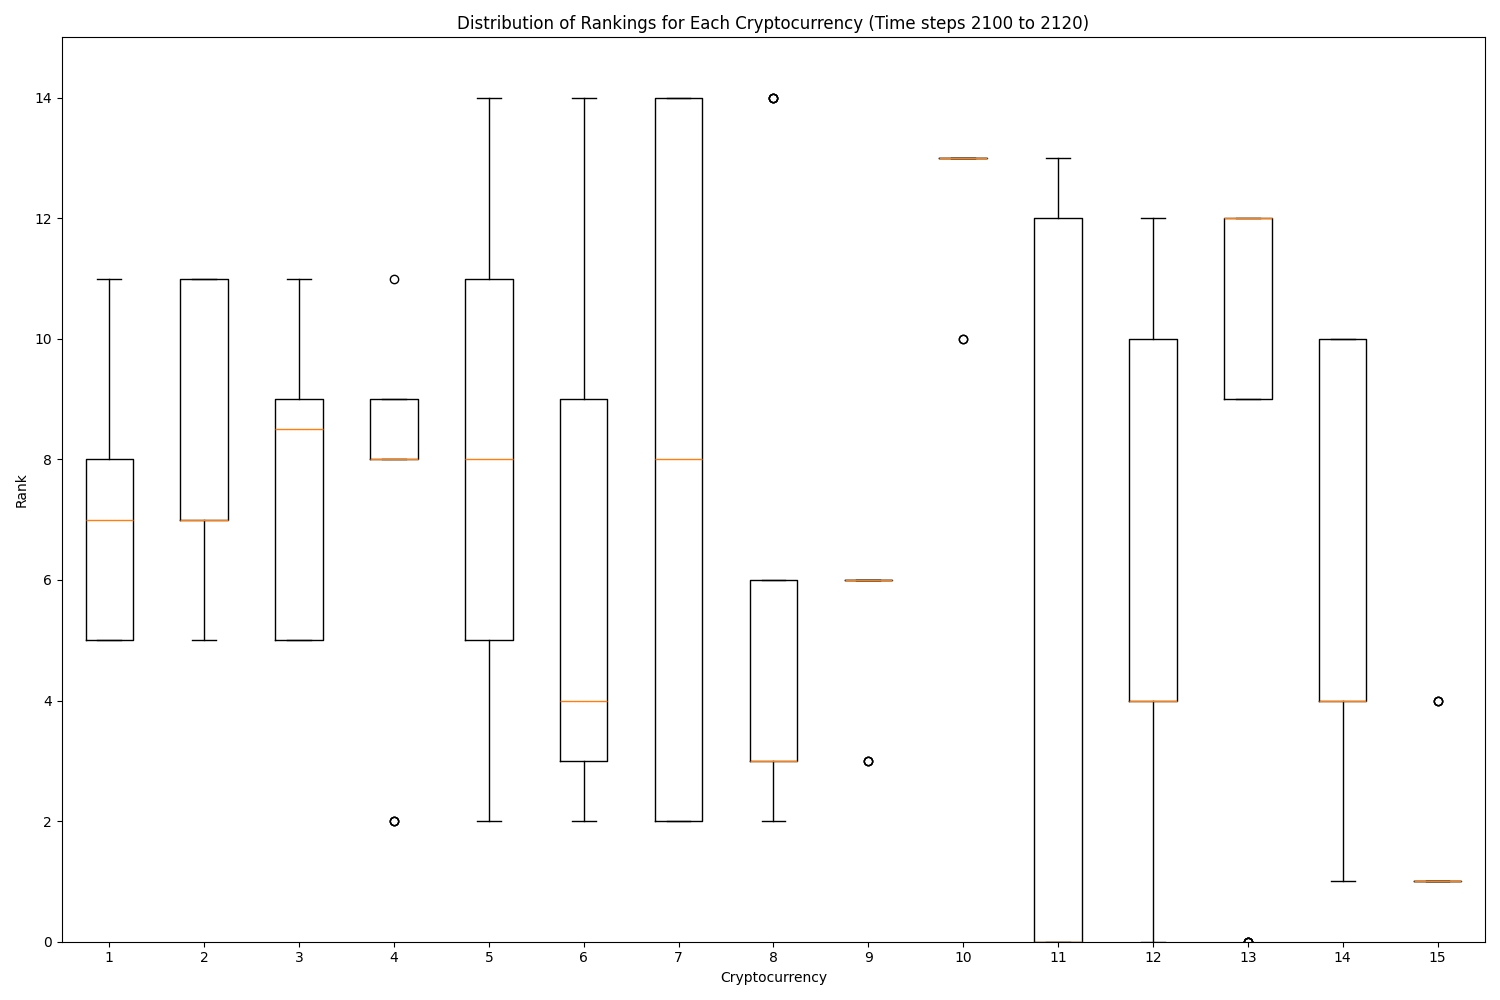 Distribution of Rankings for Each Cryptocurrency (Time steps 2100 to 2120)
14
12
10
8
6
4
2
0
Rank
1 2 3 4 5 6 7 8 9 10 11 12 13 14 15
Cryptocurrency